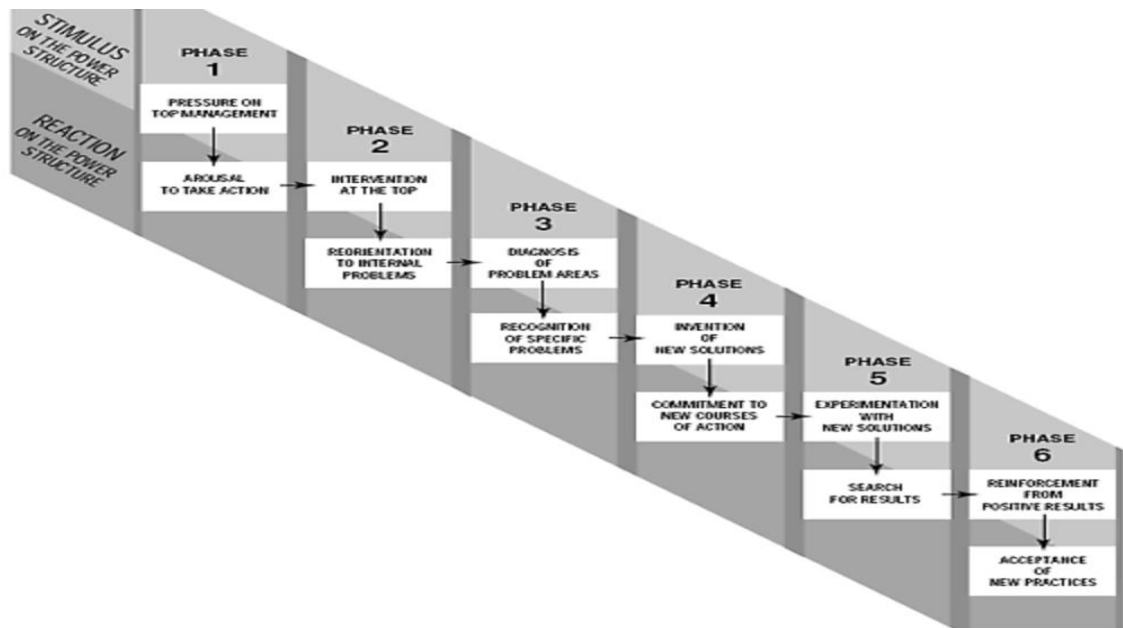 STIMULUS
ON THE POWER
STRUCTURE
REACTION
ON THE POWER
STRUCTURE
PHASE
1
PRESSURE ON
TOP MANAGEMENT
AROUSAL
TO TAKE ACTION
PHASE
2
INTERVENTION
AT THE TOP
REORIENTATION
TO INTERNAL
PROBLEMS
PHASE
3
DIAGNOSIS
OF
PROBLEM AREAS
RECOGNITION
OF SPECIFIC
PROBLEMS
PHASE
4
INVENTION
OF
NEW SOLUTIONS
COMMITMENT TO
NEW COURSES
OF ACTION
PHASE
5
EXPERIMENTATION
WITH
NEW SOLUTIONS
SEARCH
FOR RESULTS
PHASE
6
REINFORCEMENT
FROM
POSITIVE RESULTS
ACCEPTANCE
OF
NEW PRACTICES